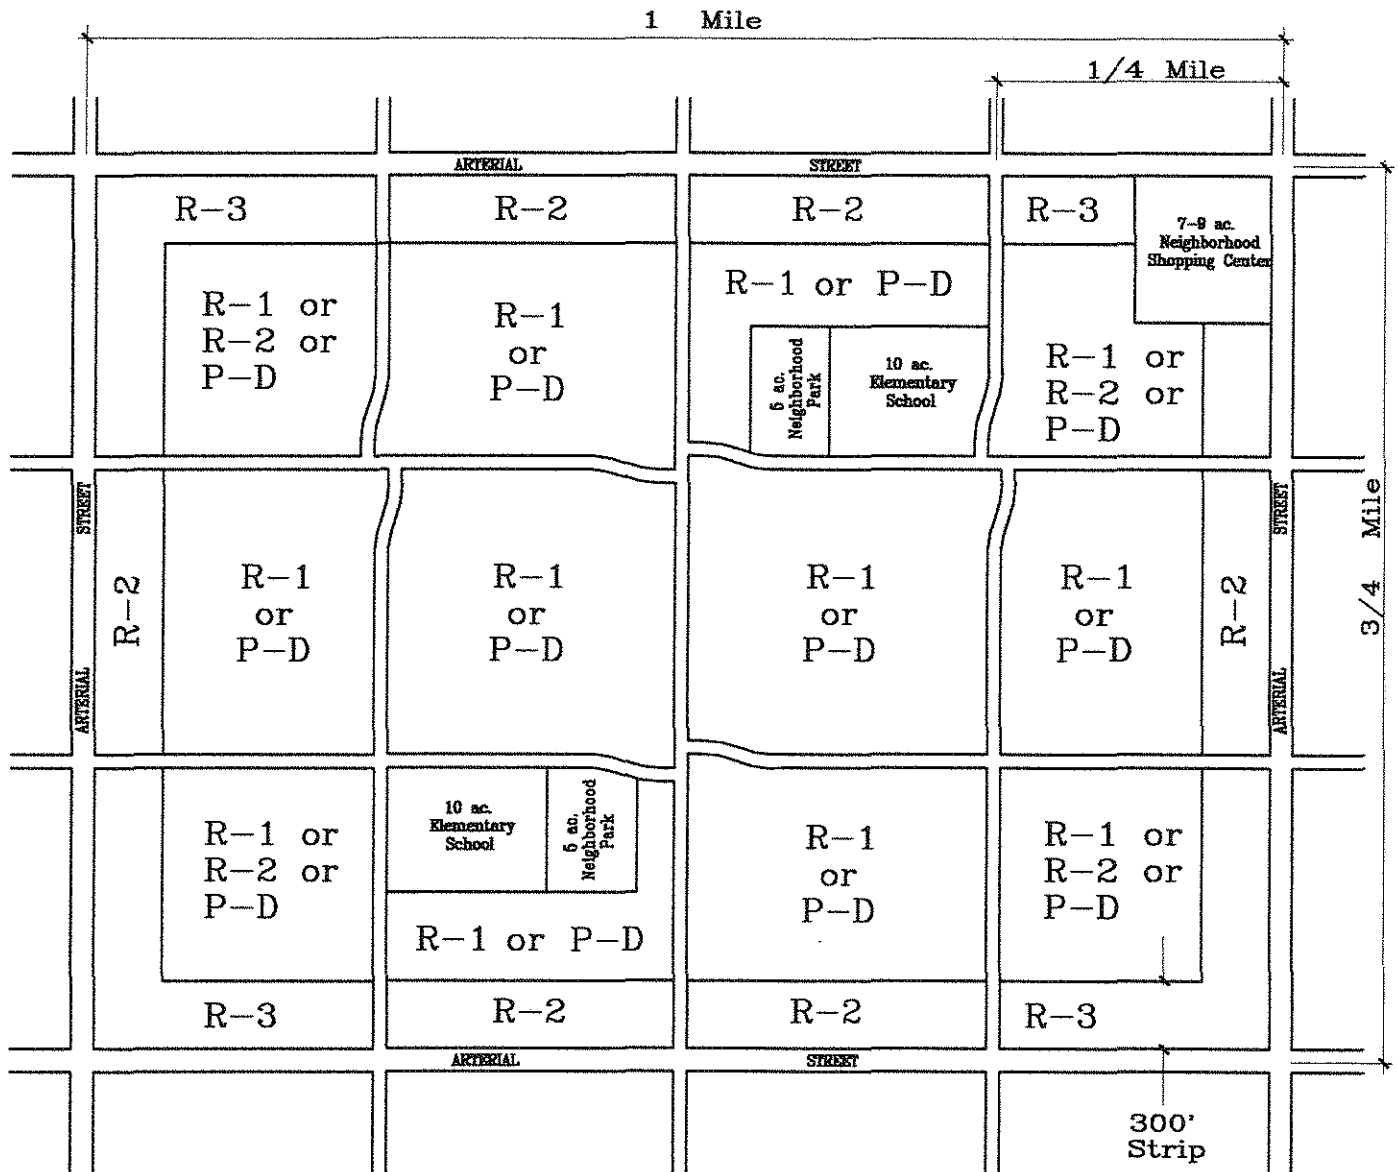 1 Mile
1/4 Mile
ARTERIAL STREET
R-3
R-2
R-2
R-3
7-9 ac.
Neighborhood
Shopping Center
R-1 or
R-2 or
P-D
R-1
or
P-D
R-1 or P-D
5 ac.
Neighborhood
Park
10 ac.
Elementary
School
R-1 or
R-2 or
P-D
ARTERIAL STREET
R-2
R-1
or
P-D
R-1
or
P-D
R-1
or
P-D
R-1
or
P-D
R-2
STREET
ARTERIAL
3/4 Mile
R-1 or
R-2 or
P-D
10 ac.
Elementary
School
5 ac.
Neighborhood
Park
R-1 or P-D
R-1
or
P-D
R-1 or
R-2 or
P-D
R-3
R-2
R-2
R-3
ARTERIAL STREET
300'
Strip